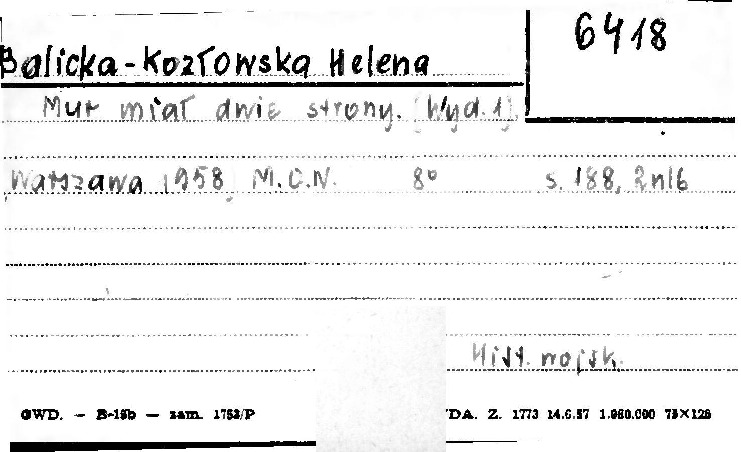 6418
Balicka-Kozłowska Helena
Mur miał dwie strony. [Wyd. 1]
Warszawa 1958 M.O.N. 8° s. 188, 2nlb
Hist. wojsk.
GWD. — B-15b — zam. 1752/P DA. Z. 1773 14.6.57 1.000.000 75×125